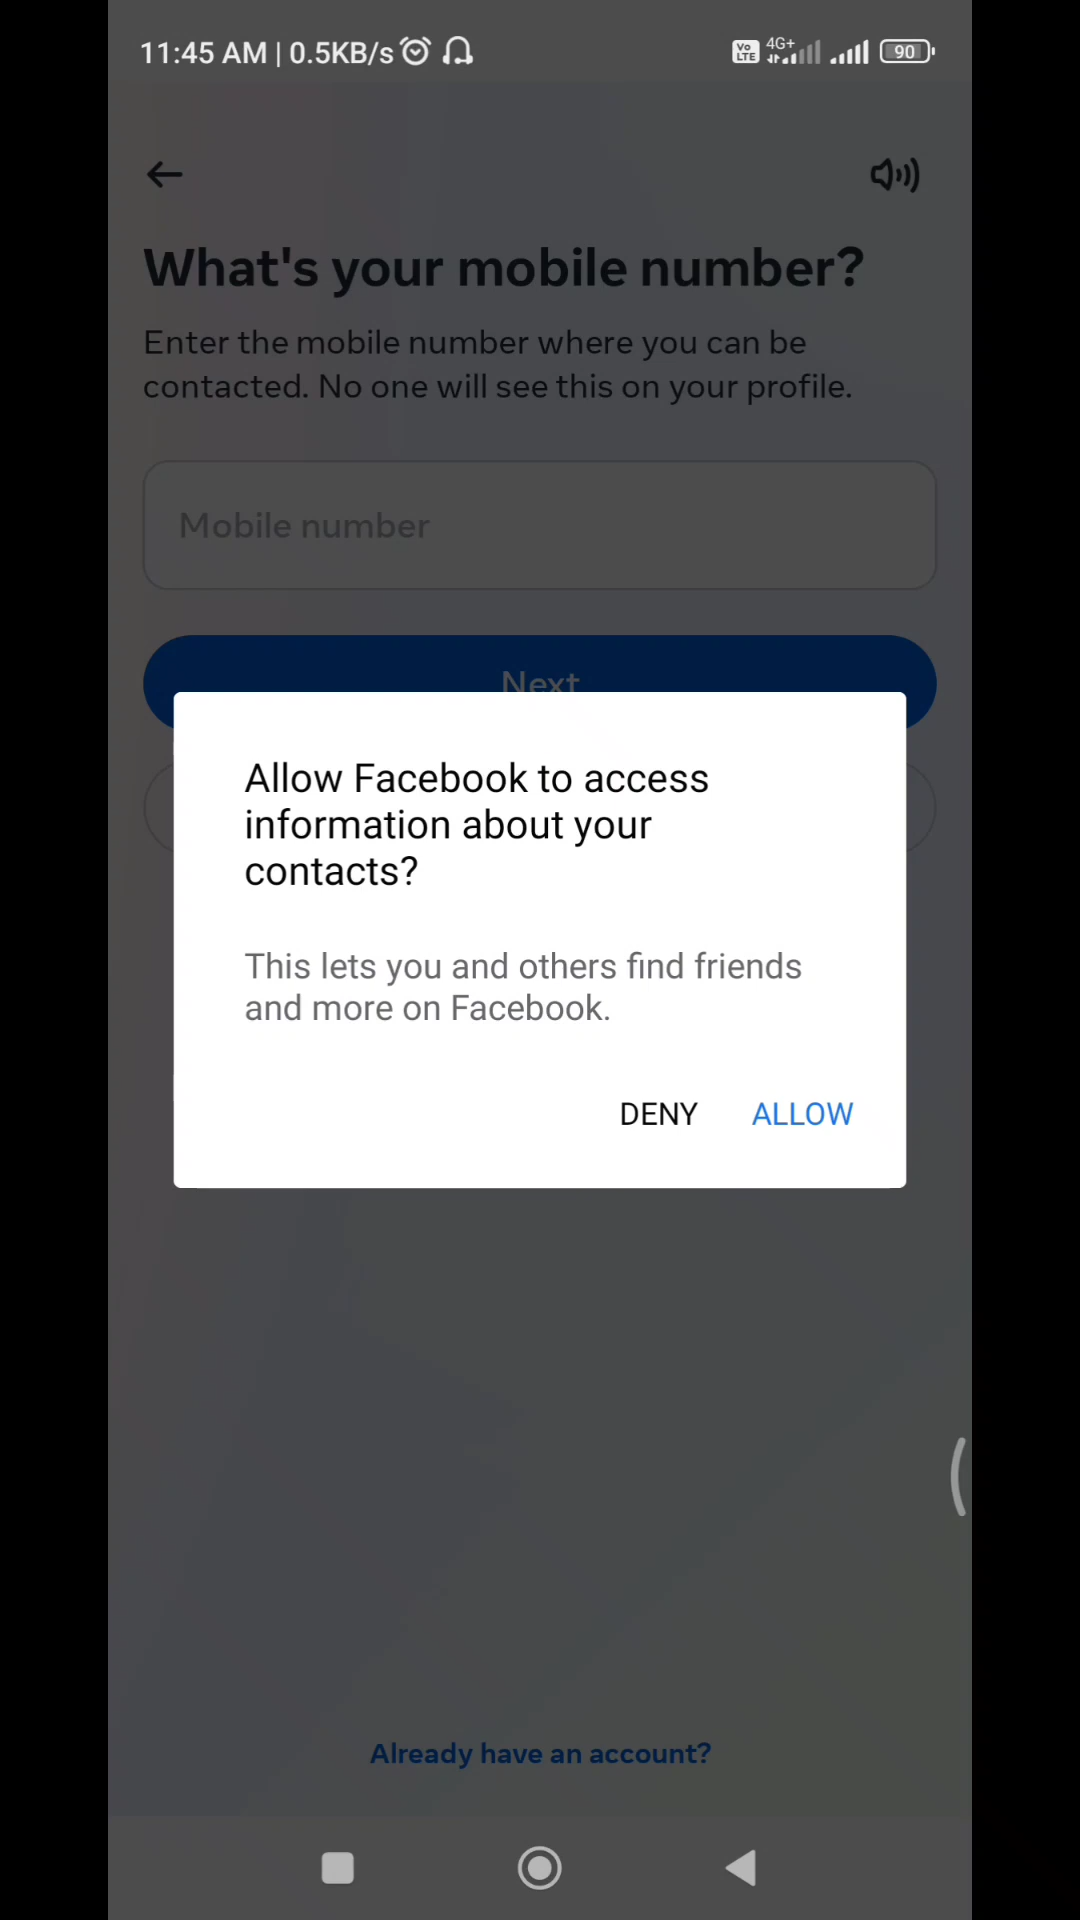 11:45 AM | 0.5KB/s
Vo LTE 4G+ 90
What's your mobile number?
Enter the mobile number where you can be
contacted. No one will see this on your profile.
Mobile number
Next
Allow Facebook to access
information about your
contacts?
This lets you and others find friends
and more on Facebook.
DENY ALLOW
Already have an account?